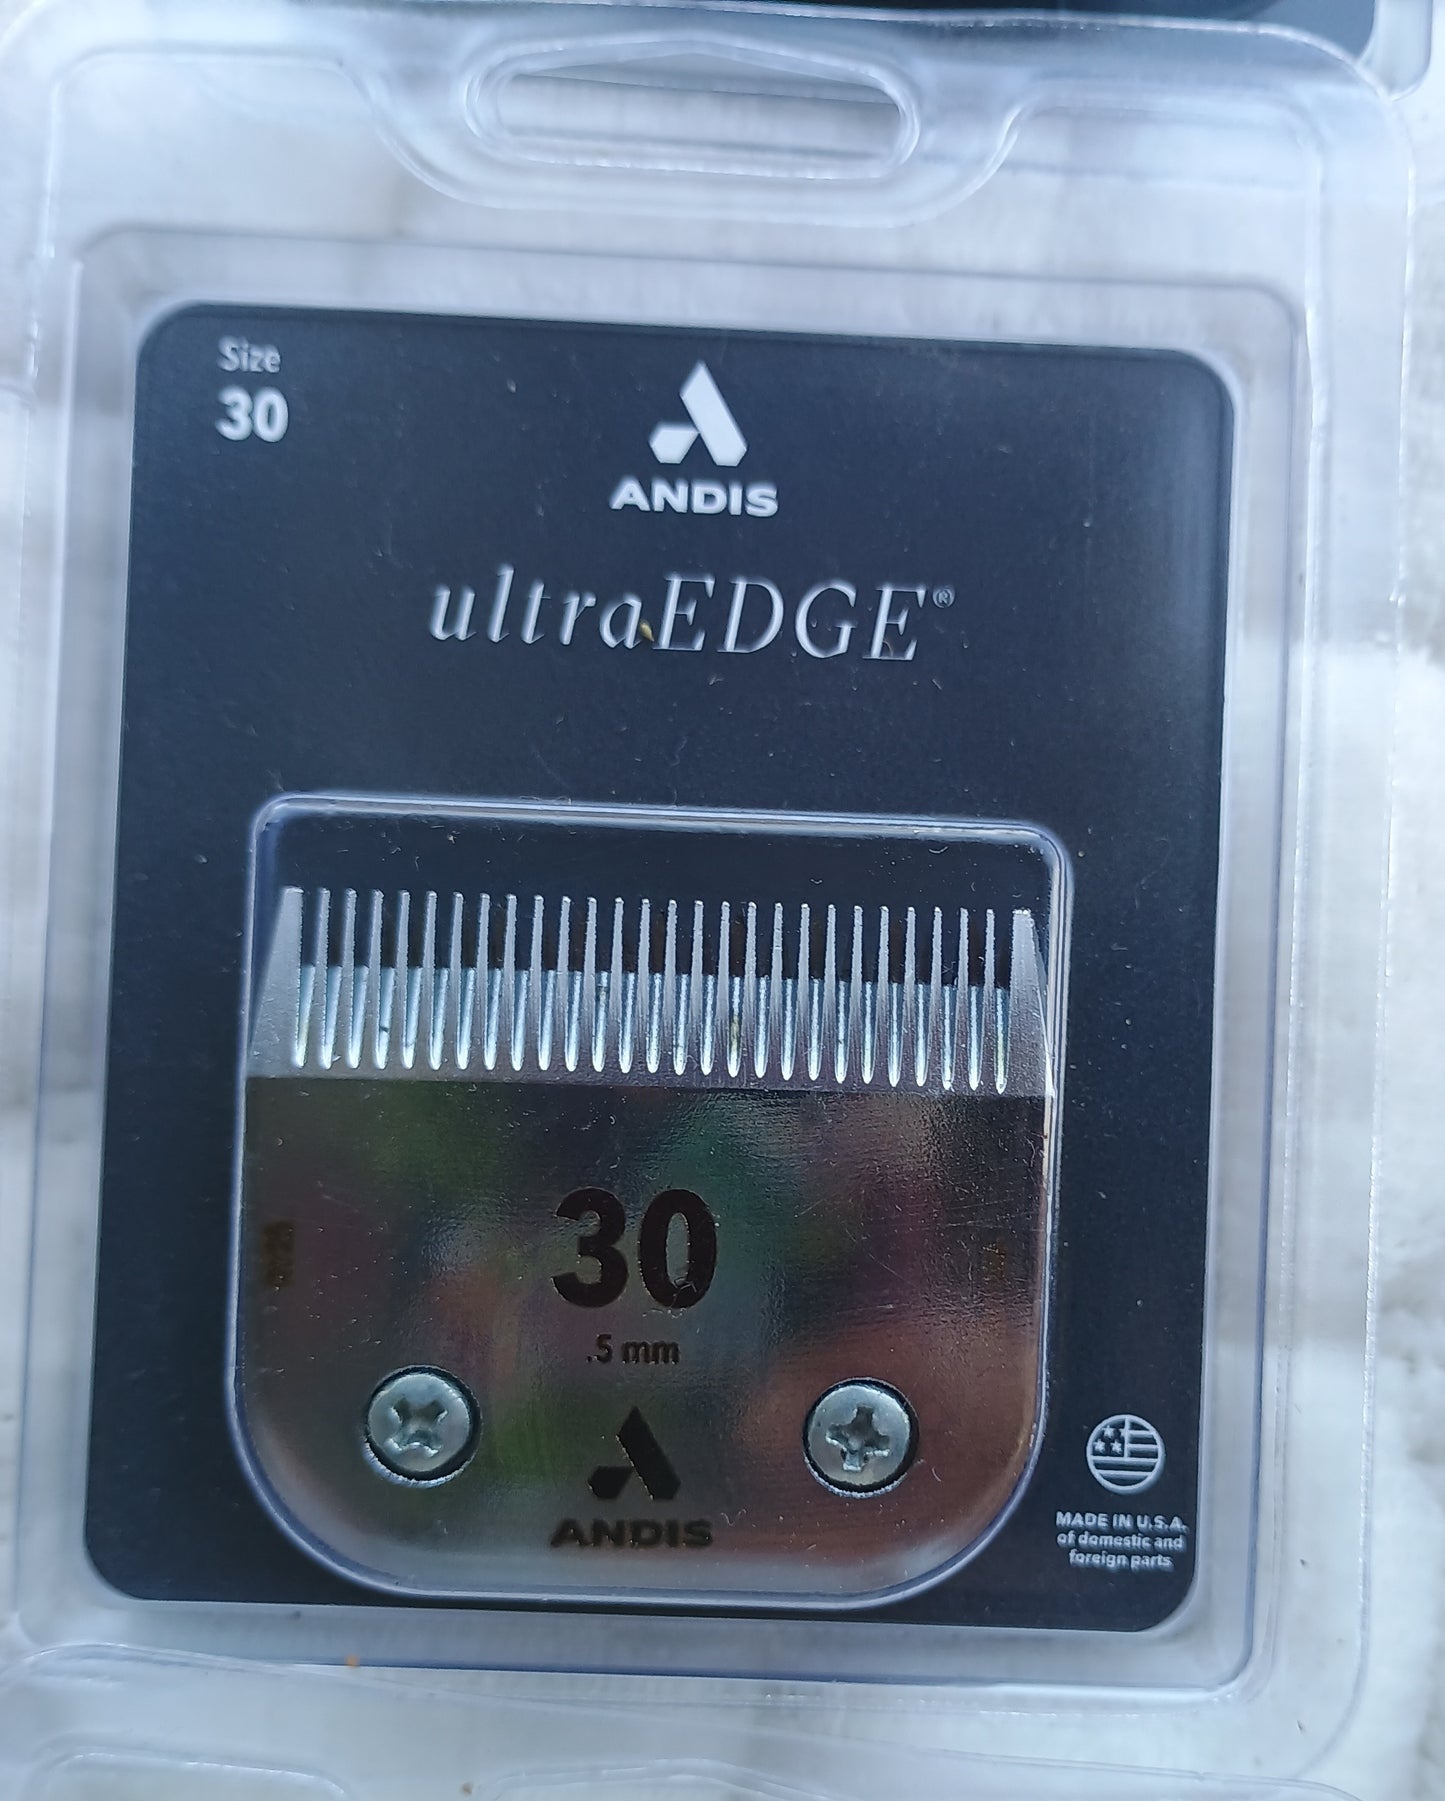 Size
30
ANDIS
ultraEDGE®
30
.5 mm
ANDIS
MADE IN U.S.A.
of domestic and
foreign parts